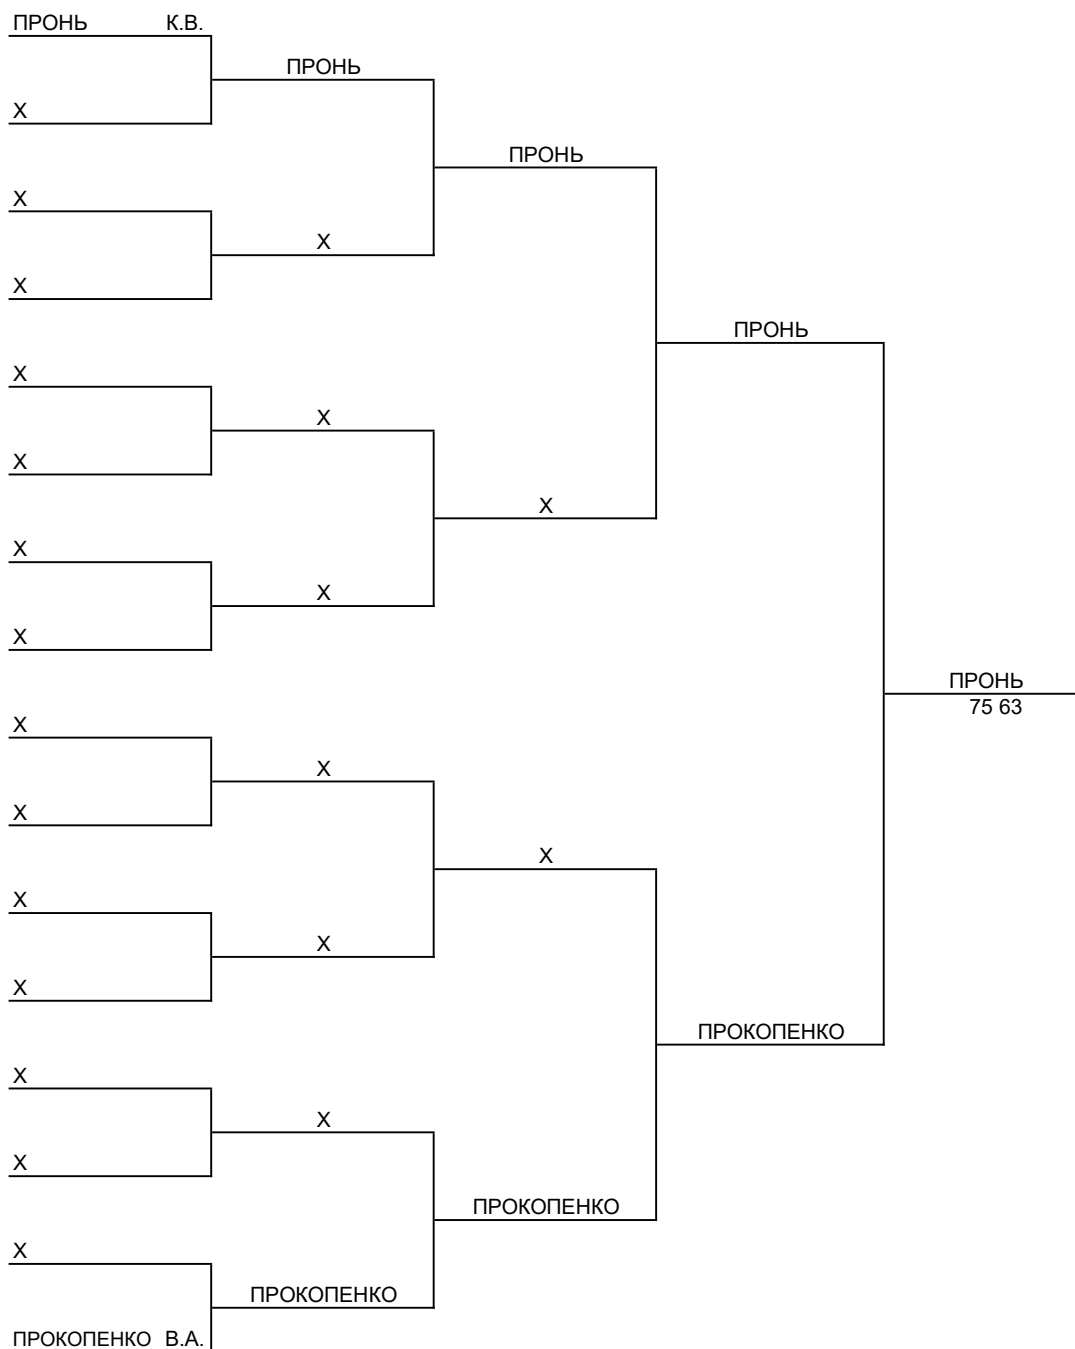 ПРОНЬ К.В.
ПРОНЬ
Х
ПРОНЬ
Х
Х
Х
ПРОНЬ
Х
Х
Х
Х
Х
Х
Х
ПРОНЬ
75 63
Х
Х
Х
Х
Х
Х
Х
ПРОКОПЕНКО
Х
Х
Х
ПРОКОПЕНКО
Х
ПРОКОПЕНКО
ПРОКОПЕНКО В.А.